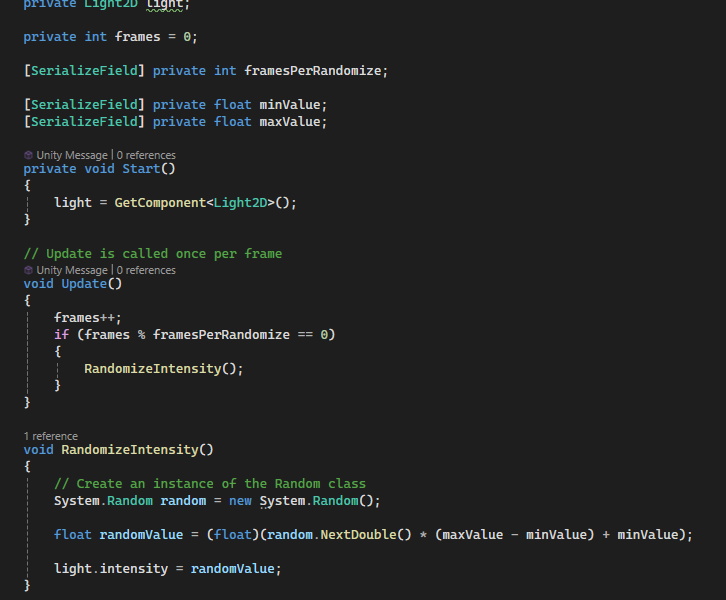 private Light2D light;
private int frames = 0;
[SerializeField] private int framesPerRandomize;
[SerializeField] private float minValue;
[SerializeField] private float maxValue;
Unity Message | 0 references
private void Start()
{
light = GetComponent<Light2D>();
}
// Update is called once per frame
Unity Message | 0 references
void Update()
{
frames++;
if (frames % framesPerRandomize == 0)
{
RandomizeIntensity();
}
}
1 reference
void RandomizeIntensity()
{
// Create an instance of the Random class
System.Random random = new System.Random();
float randomValue = (float)(random.NextDouble() * (maxValue - minValue) + minValue);
light.intensity = randomValue;
}